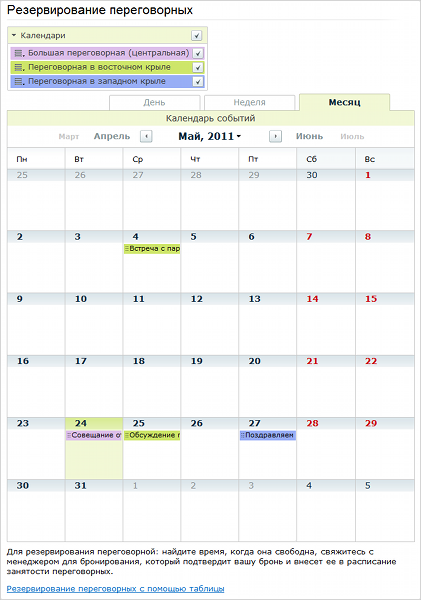 Резервирование переговорных
Календари
Большая переговорная (центральная)
Переговорная в восточном крыле
Переговорная в западном крыле
День Неделя Месяц
Календарь событий
Март Апрель Май, 2011 Июнь Июль
Пн Вт Ср Чт Пт Сб Вс
25 26 27 28 29 30 1
2 3 4 5 6 7 8
Встреча с пар
9 10 11 12 13 14 15
16 17 18 19 20 21 22
23 24 25 26 27 28 29
Совещание о Обсуждение п Поздравляем
30 31 1 2 3 4 5
Для резервирования переговорной: найдите время, когда она свободна, свяжитесь с
менеджером для бронирования, который подтвердит вашу бронь и внесет ее в расписание
занятости переговорных.
Резервирование переговорных с помощью таблицы